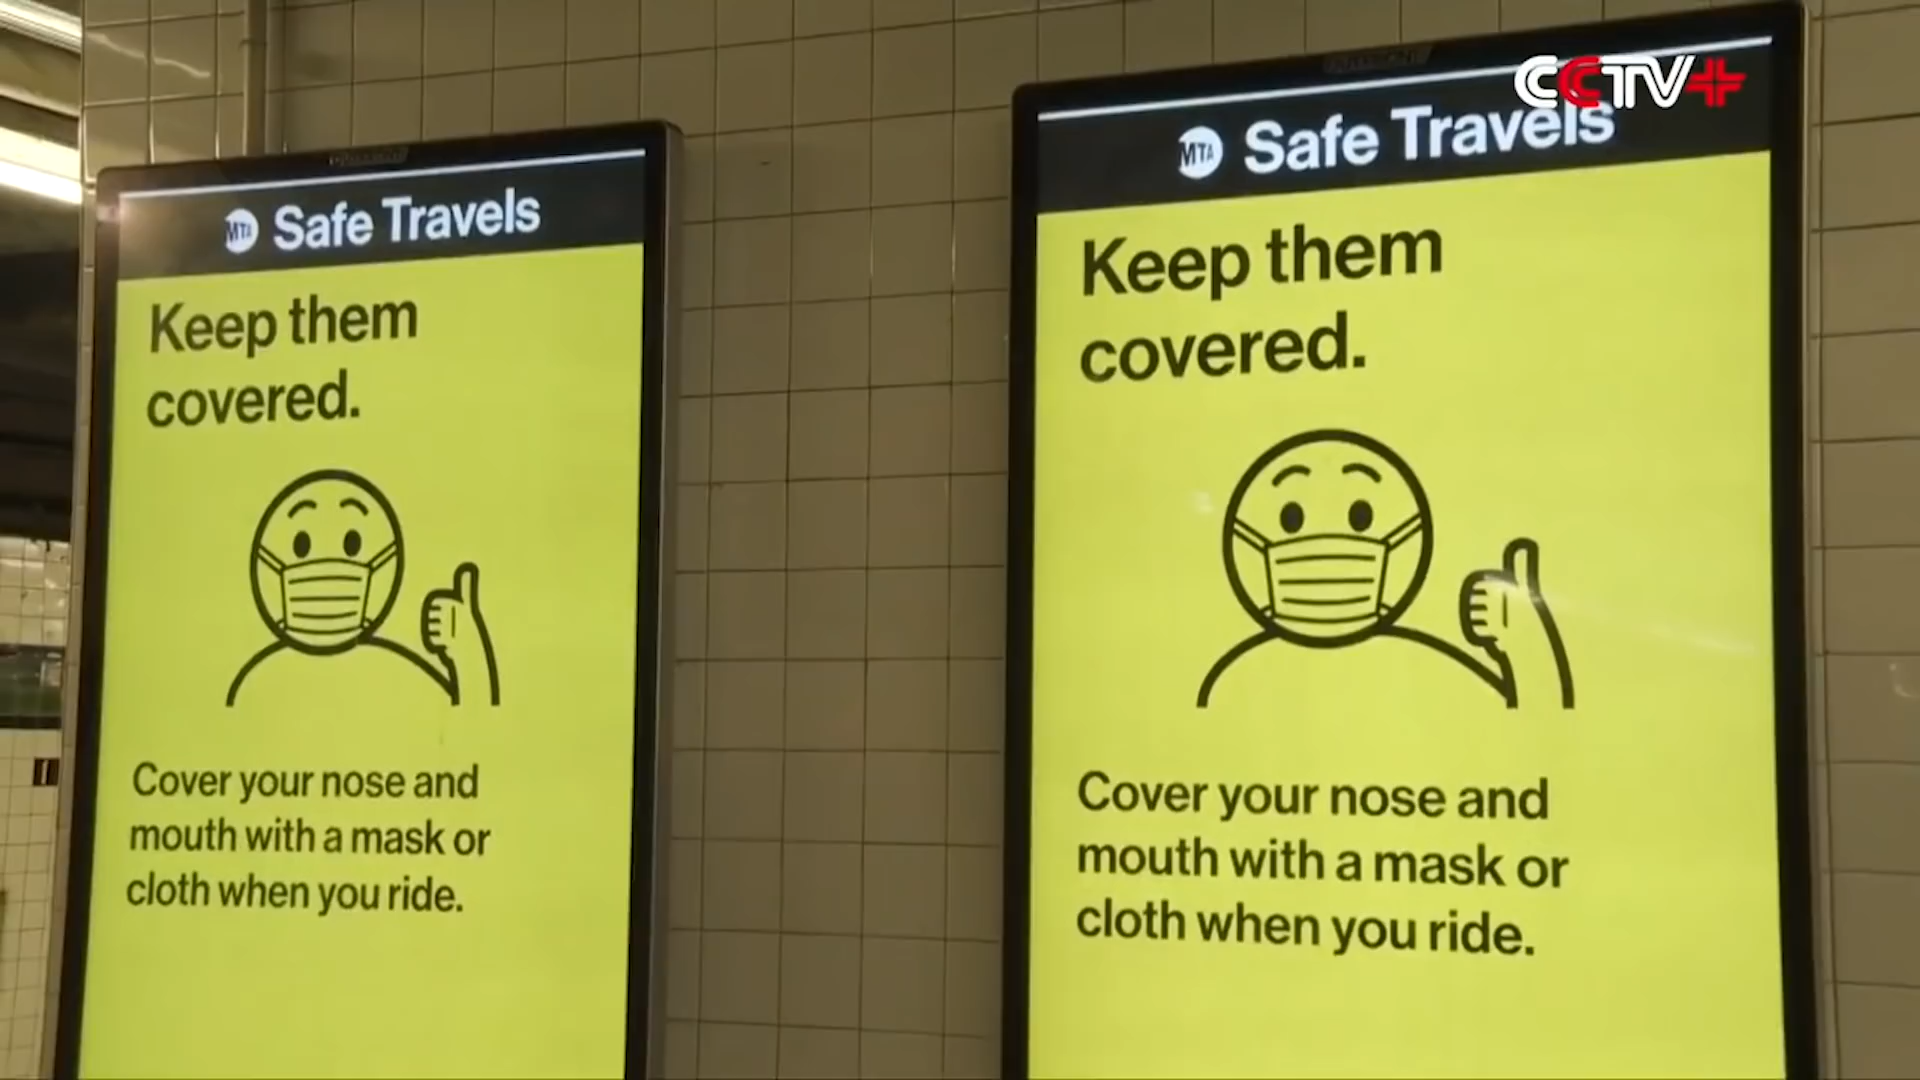 CCTV+
MTA Safe Travels
Keep them
covered.
Cover your nose and
mouth with a mask or
cloth when you ride.
MTA Safe Travels
Keep them
covered.
Cover your nose and
mouth with a mask or
cloth when you ride.